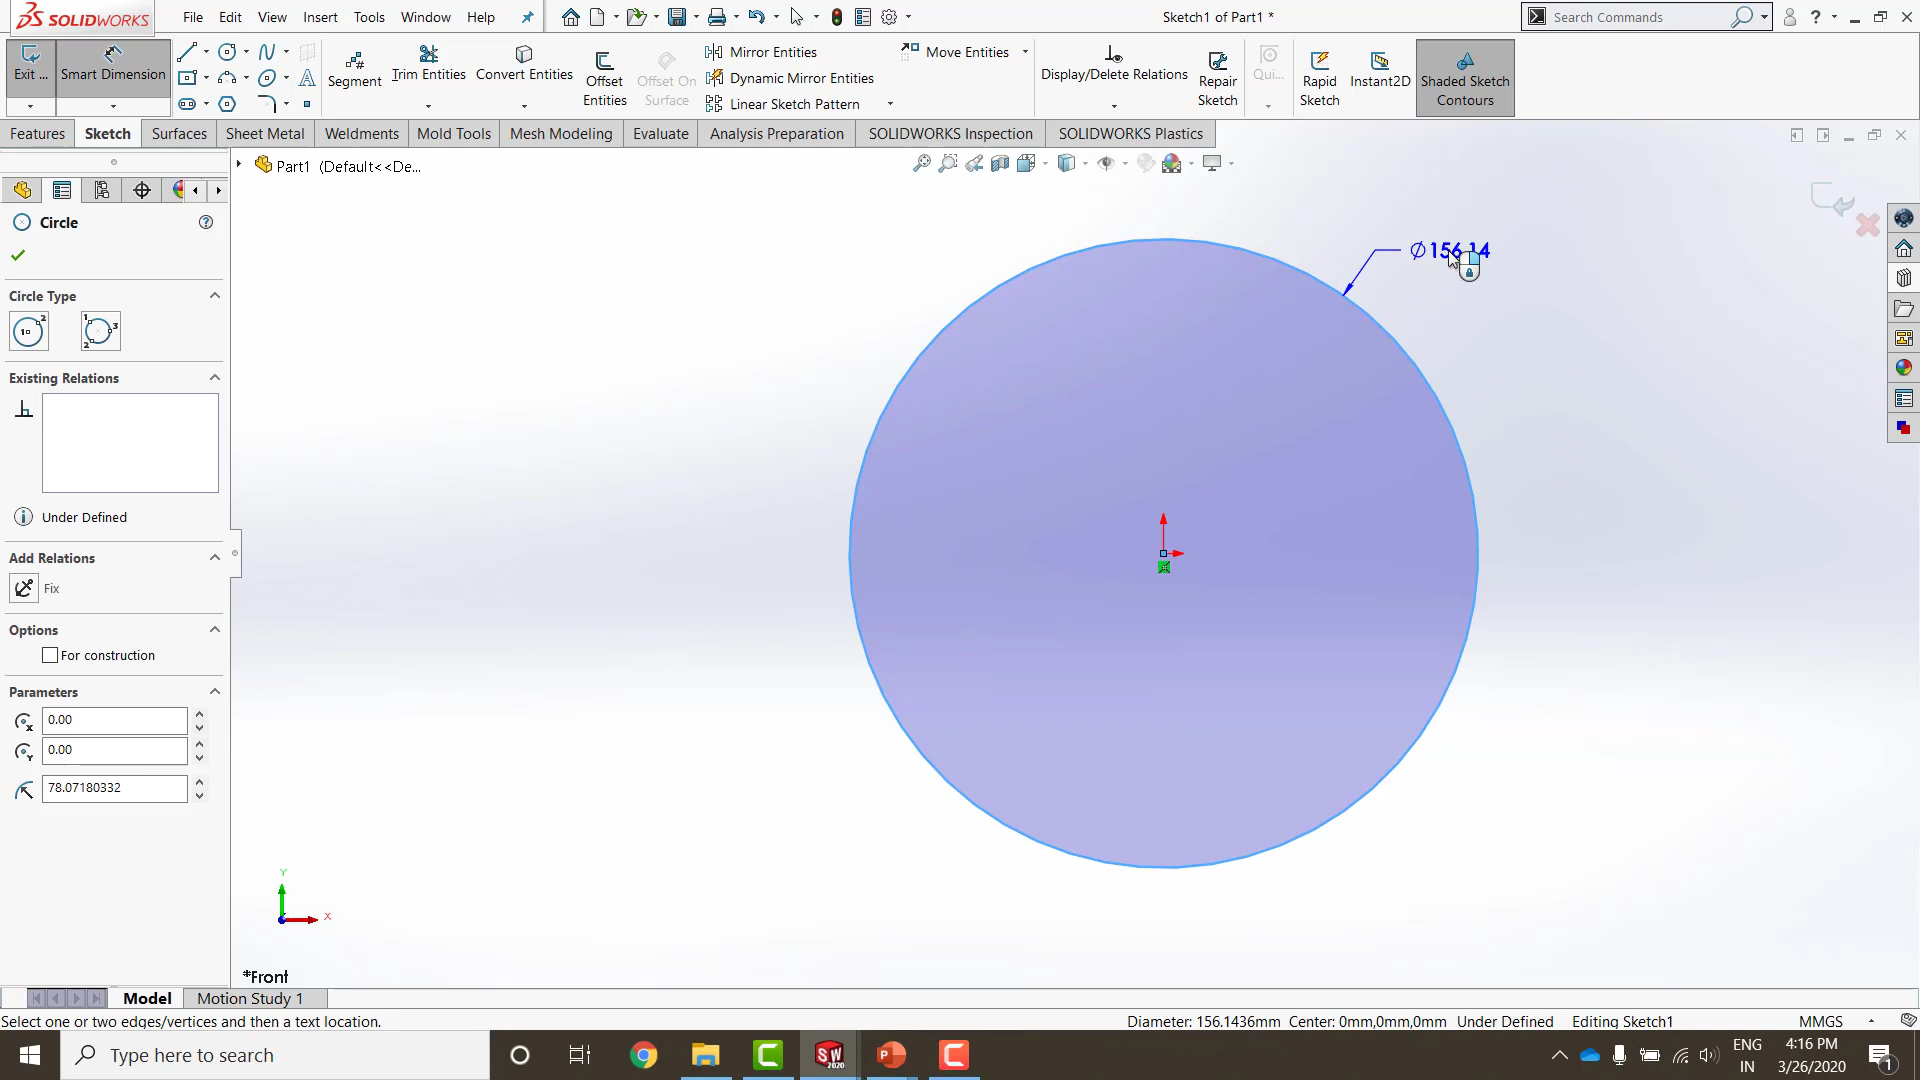 SOLIDWORKS File Edit View Insert Tools Window Help Sketch1 of Part1 * Search Commands
Exit ... Smart Dimension Segment Trim Entities Convert Entities Offset Entities Offset On Surface Mirror Entities Move Entities Display/Delete Relations Repair Sketch Qui... Rapid Sketch Instant2D Shaded Sketch Contours
Dynamic Mirror Entities
Linear Sketch Pattern
Features Sketch Surfaces Sheet Metal Weldments Mold Tools Mesh Modeling Evaluate Analysis Preparation SOLIDWORKS Inspection SOLIDWORKS Plastics
Part1 (Default<<De...
Circle
∅156.14
Circle Type
Existing Relations
Under Defined
Add Relations
Fix
Options
For construction
Parameters
0.00
0.00
78.07180332
Y
X
*Front
Model Motion Study 1
Select one or two edges/vertices and then a text location. Diameter: 156.1436mm Center: 0mm,0mm,0mm Under Defined Editing Sketch1 MMGS
Type here to search SW 2020 ENG IN 4:16 PM 3/26/2020 1